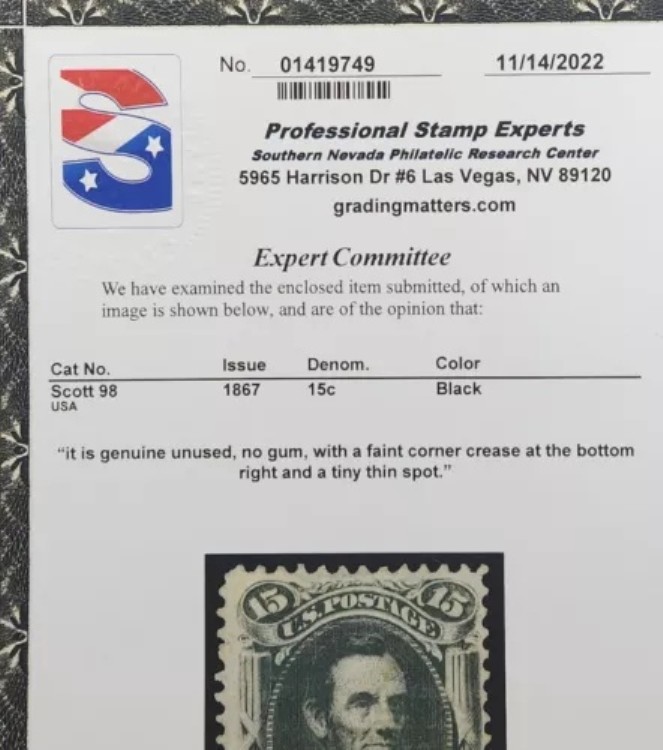 No. 01419749 11/14/2022
Professional Stamp Experts
Southern Nevada Philatelic Research Center
5965 Harrison Dr #6 Las Vegas, NV 89120
gradingmatters.com
Expert Committee
We have examined the enclosed item submitted, of which an
image is shown below, and are of the opinion that:
Cat No. Issue Denom. Color
Scott 98 1867 15c Black
USA
“it is genuine unused, no gum, with a faint corner crease at the bottom
right and a tiny thin spot.”
15 U.S. POSTAGE 15